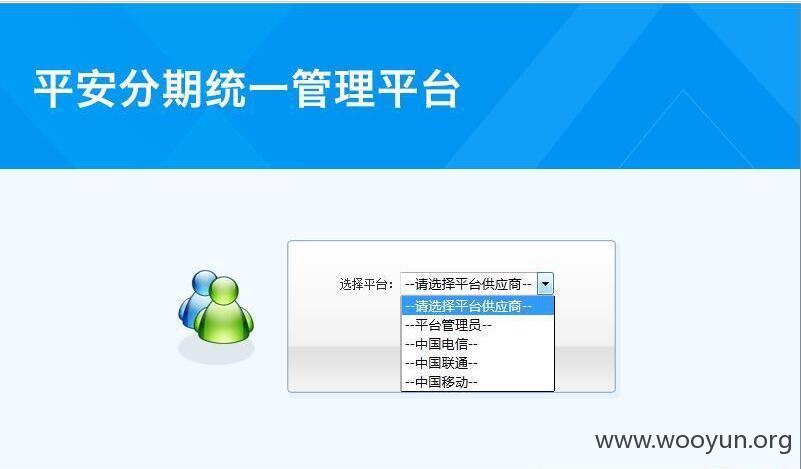 平安分期统一管理平台
选择平台： --请选择平台供应商--
--请选择平台供应商--
--平台管理员--
--中国电信--
--中国联通--
--中国移动--
www.wooyun.org